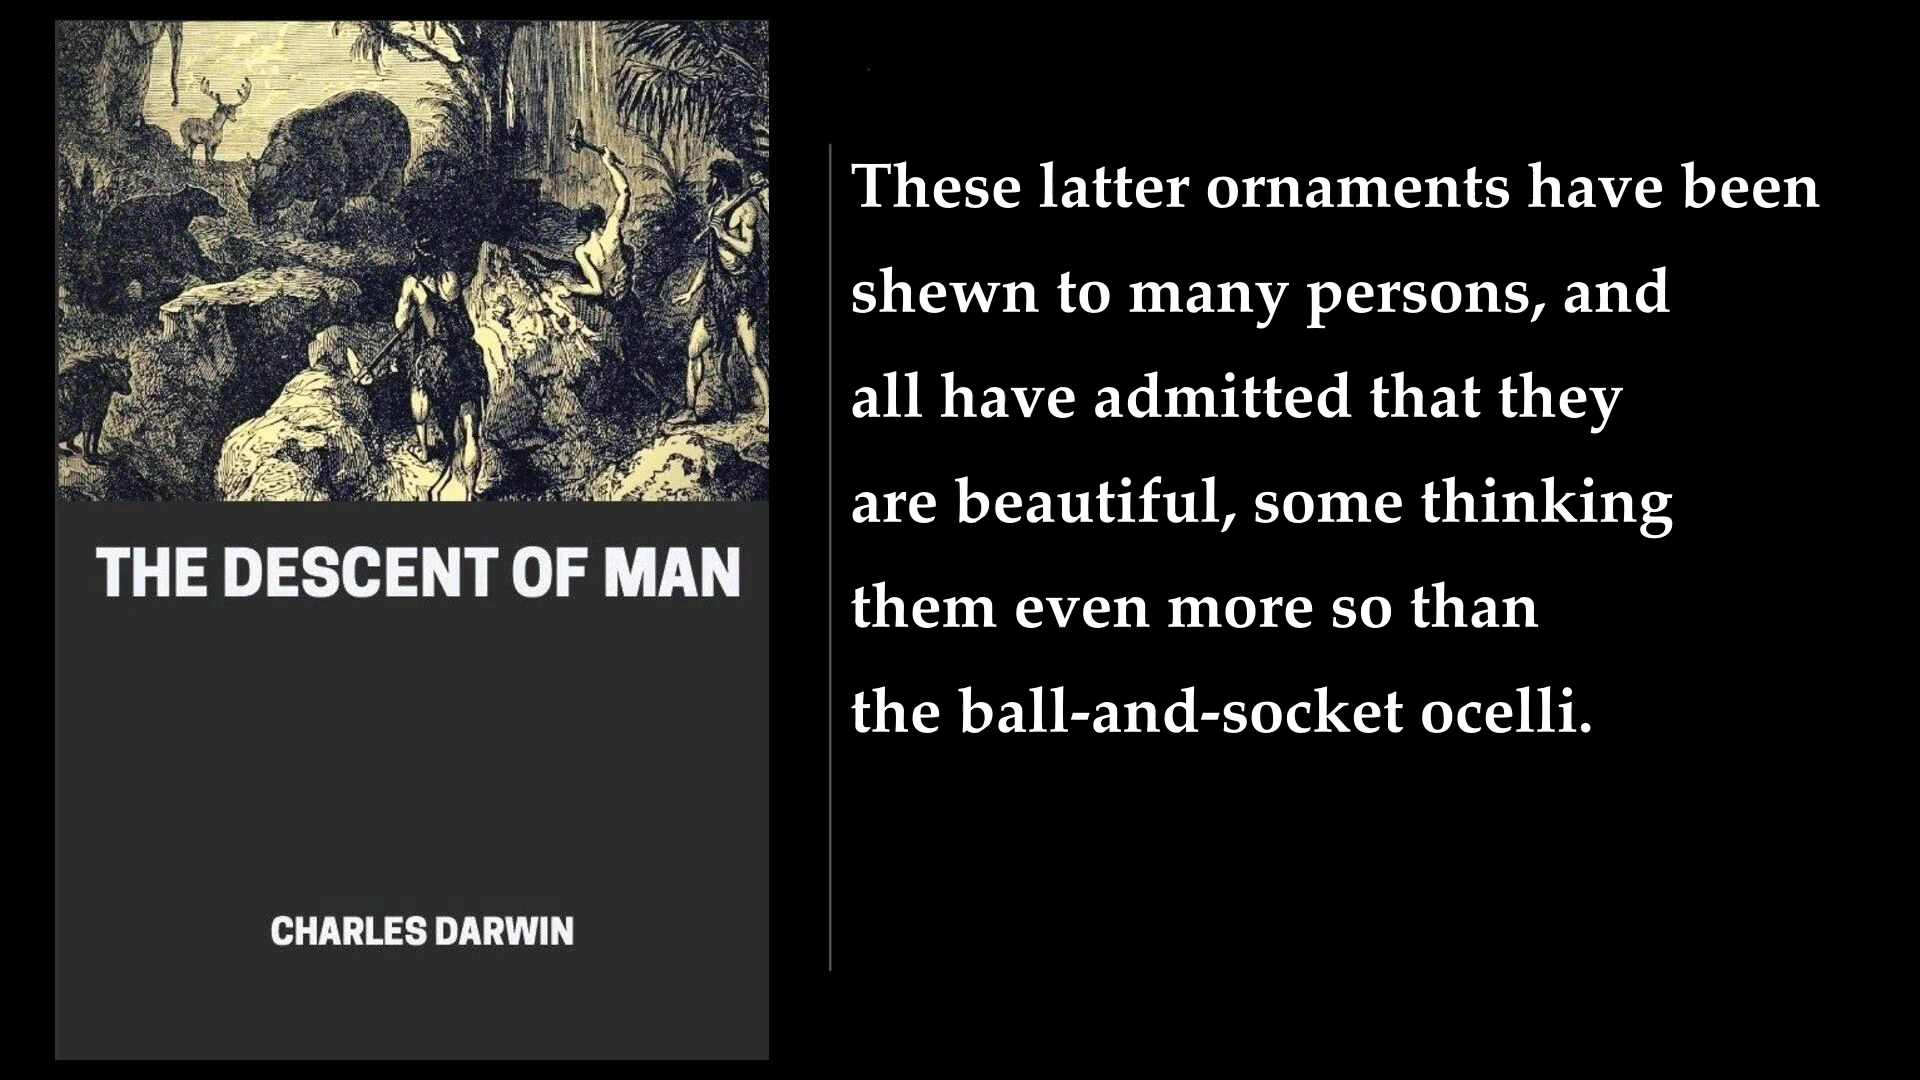 THE DESCENT OF MAN
CHARLES DARWIN
These latter ornaments have been
shewn to many persons, and
all have admitted that they
are beautiful, some thinking
them even more so than
the ball-and-socket ocelli.